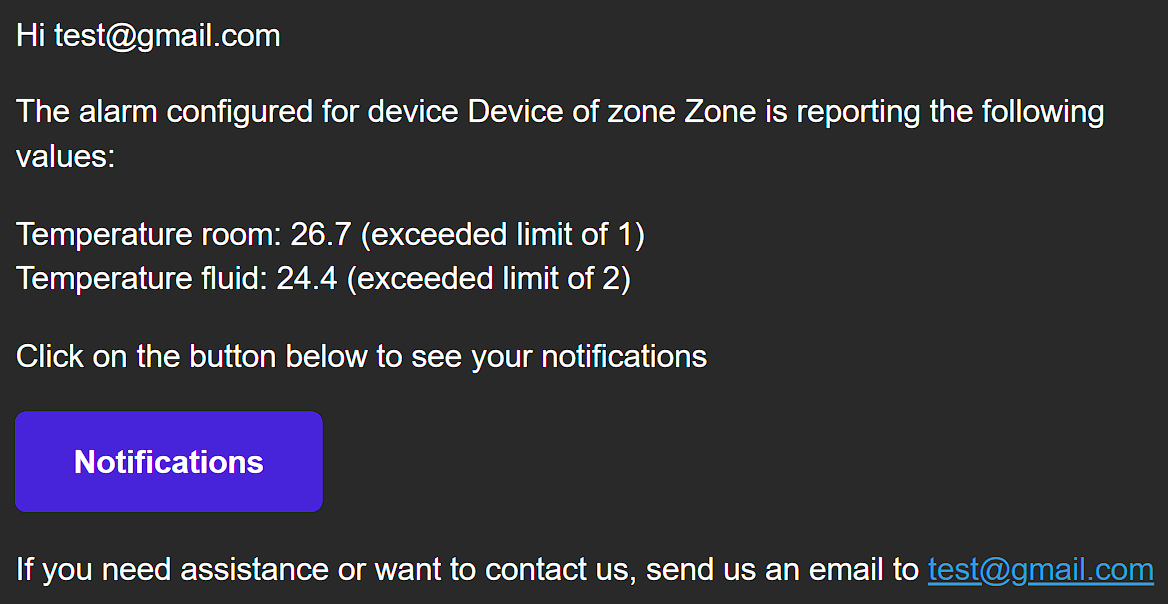 Hi test@gmail.com
The alarm configured for device Device of zone Zone is reporting the following
values:
Temperature room: 26.7 (exceeded limit of 1)
Temperature fluid: 24.4 (exceeded limit of 2)
Click on the button below to see your notifications
Notifications
If you need assistance or want to contact us, send us an email to test@gmail.com